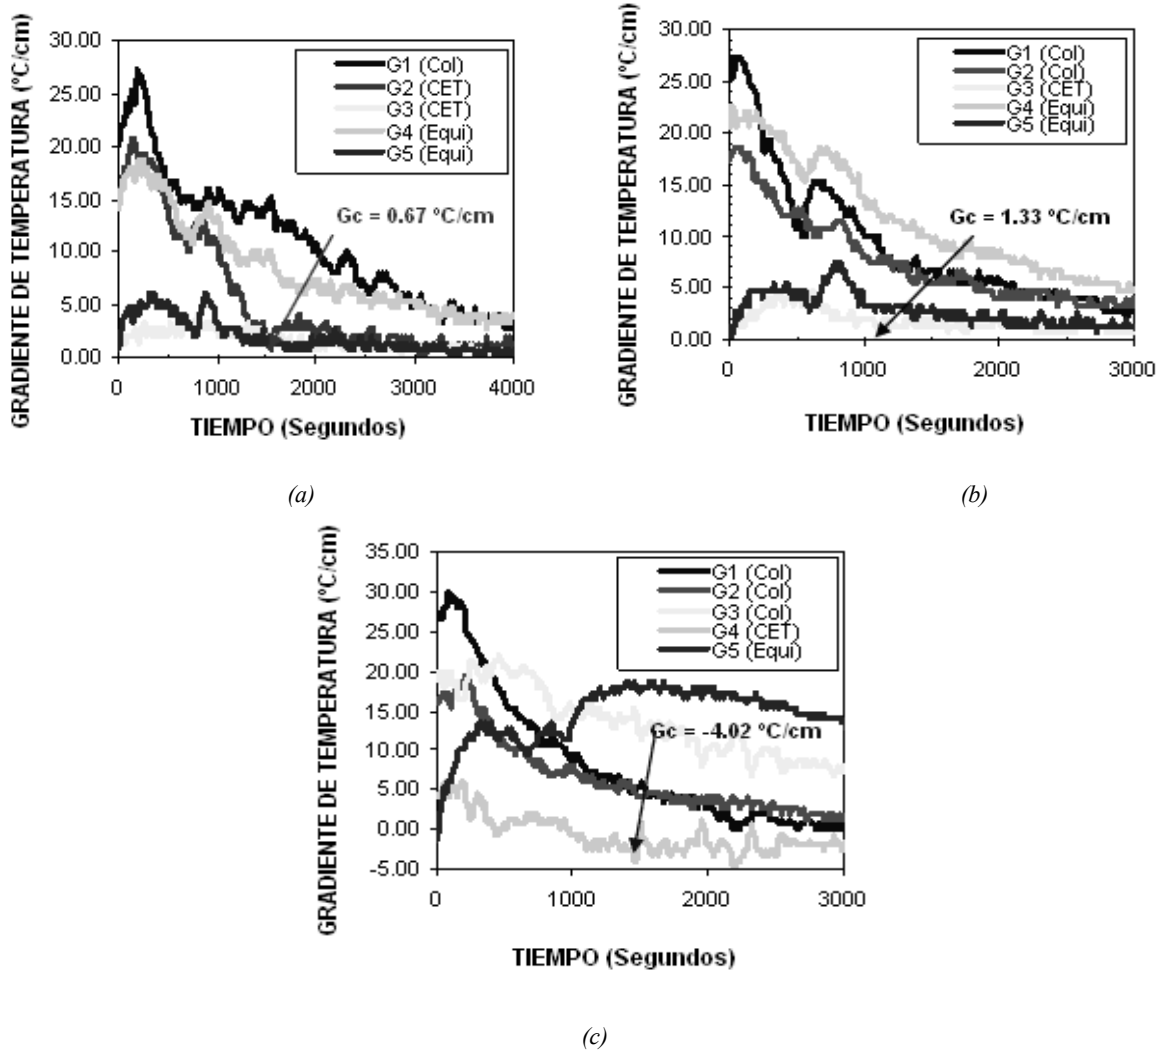 GRADIENTE DE TEMPERATURA (°C/cm)
30.00
25.00
20.00
15.00
10.00
5.00
0.00
0
1000
2000
3000
4000
G1 (Col)
G2 (CET)
G3 (CET)
G4 (Equi)
G5 (Equi)
Gc = 0.67 °C/cm
TIEMPO (Segundos)
(a)
GRADIENTE DE TEMPERATURA (°C/cm)
30.00
25.00
20.00
15.00
10.00
5.00
0.00
0
1000
2000
3000
G1 (Col)
G2 (Col)
G3 (CET)
G4 (Equi)
G5 (Equi)
Gc = 1.33 °C/cm
TIEMPO (Segundos)
(b)
GRADIENTE DE TEMPERATURA (°C/cm)
35.00
30.00
25.00
20.00
15.00
10.00
5.00
0.00
-5.00
0
1000
2000
3000
G1 (Col)
G2 (Col)
G3 (Col)
G4 (CET)
G5 (Equi)
Gc = -4.02 °C/cm
TIEMPO (Segundos)
(c)